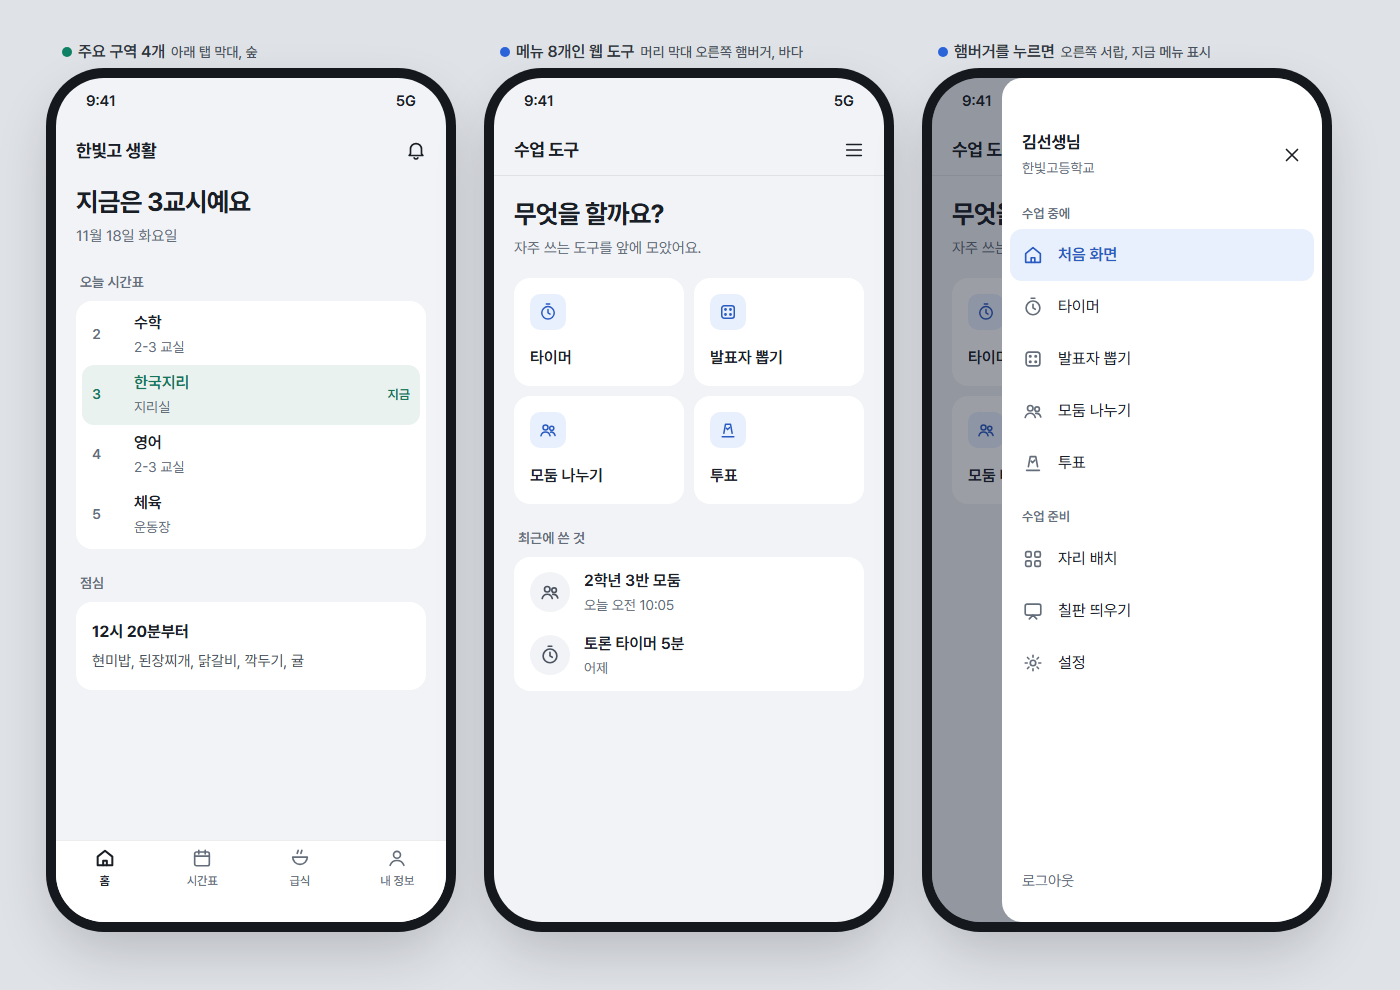 주요 구역 4개 아래 탭 막대, 숲
9:41
5G
한빛고 생활
지금은 3교시예요
11월 18일 화요일
오늘 시간표
2
수학
2-3 교실
3
한국지리
지리실
지금
4
영어
2-3 교실
5
체육
운동장
점심
12시 20분부터
현미밥, 된장찌개, 닭갈비, 깍두기, 귤
홈
시간표
급식
내 정보
메뉴 8개인 웹 도구 머리 막대 오른쪽 햄버거, 바다
9:41
5G
수업 도구
무엇을 할까요?
자주 쓰는 도구를 앞에 모았어요.
타이머
발표자 뽑기
모둠 나누기
투표
최근에 쓴 것
2학년 3반 모둠
오늘 오전 10:05
토론 타이머 5분
어제
햄버거를 누르면 오른쪽 서랍, 지금 메뉴 표시
9:41
수업 도
무엇을
자주 쓰는
타이머
모둠
김선생님
한빛고등학교
수업 중에
처음 화면
타이머
발표자 뽑기
모둠 나누기
투표
수업 준비
자리 배치
칠판 띄우기
설정
로그아웃